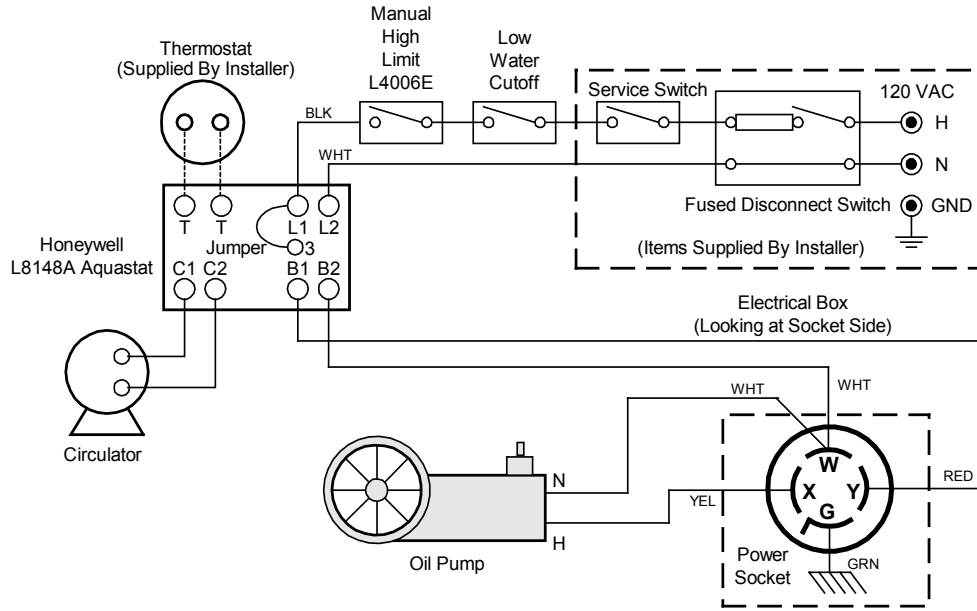 Manual
High
Limit
L4006E
Low
Water
Cutoff
Thermostat
(Supplied By Installer)
Service Switch
120 VAC
BLK
H
WHT
N
Fused Disconnect Switch
GND
(Items Supplied By Installer)
T
T
L1
L2
Jumper
3
Honeywell
L8148A Aquastat
C1
C2
B1
B2
Electrical Box
(Looking at Socket Side)
Circulator
WHT
WHT
N
H
YEL
RED
W
X
Y
G
GRN
Oil Pump
Power
Socket